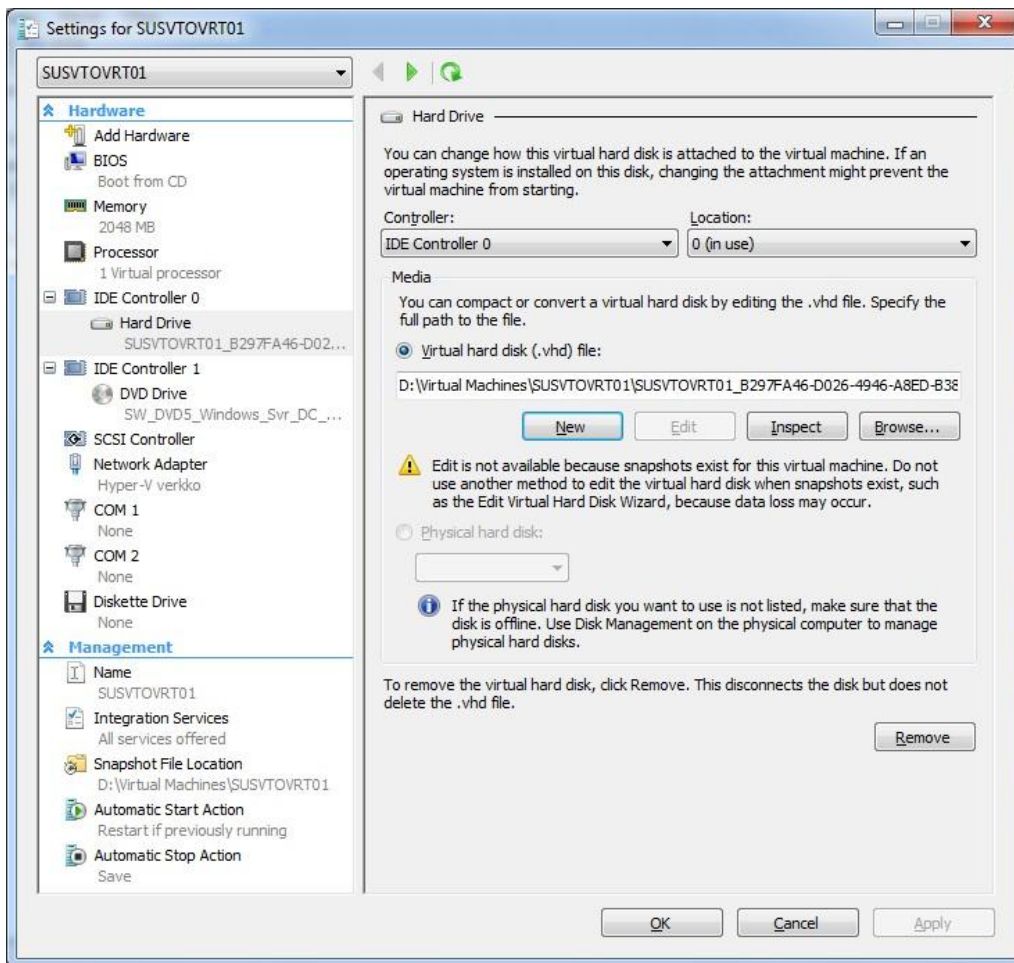 Settings for SUSVTOVRT01
SUSVTOVRT01
Hardware
Add Hardware
BIOS
Boot from CD
Memory
2048 MB
Processor
1 Virtual processor
IDE Controller 0
Hard Drive
SUSVTOVRT01_B297FA46-D02...
IDE Controller 1
DVD Drive
SW_DVD5_Windows_Svr_DC_...
SCSI Controller
Network Adapter
Hyper-V verkko
COM 1
None
COM 2
None
Diskette Drive
None
Management
Name
SUSVTOVRT01
Integration Services
All services offered
Snapshot File Location
D:\Virtual Machines\SUSVTOVRT01
Automatic Start Action
Restart if previously running
Automatic Stop Action
Save
Hard Drive
You can change how this virtual hard disk is attached to the virtual machine. If an
operating system is installed on this disk, changing the attachment might prevent the
virtual machine from starting.
Controller:
Location:
IDE Controller 0
0 (in use)
Media
You can compact or convert a virtual hard disk by editing the .vhd file. Specify the
full path to the file.
Virtual hard disk (.vhd) file:
D:\Virtual Machines\SUSVTOVRT01\SUSVTOVRT01_B297FA46-D026-4946-A8ED-B38
New
Edit
Inspect
Browse...
Edit is not available because snapshots exist for this virtual machine. Do not
use another method to edit the virtual hard disk when snapshots exist, such
as the Edit Virtual Hard Disk Wizard, because data loss may occur.
Physical hard disk:
If the physical hard disk you want to use is not listed, make sure that the
disk is offline. Use Disk Management on the physical computer to manage
physical hard disks.
To remove the virtual hard disk, click Remove. This disconnects the disk but does not
delete the .vhd file.
Remove
OK
Cancel
Apply